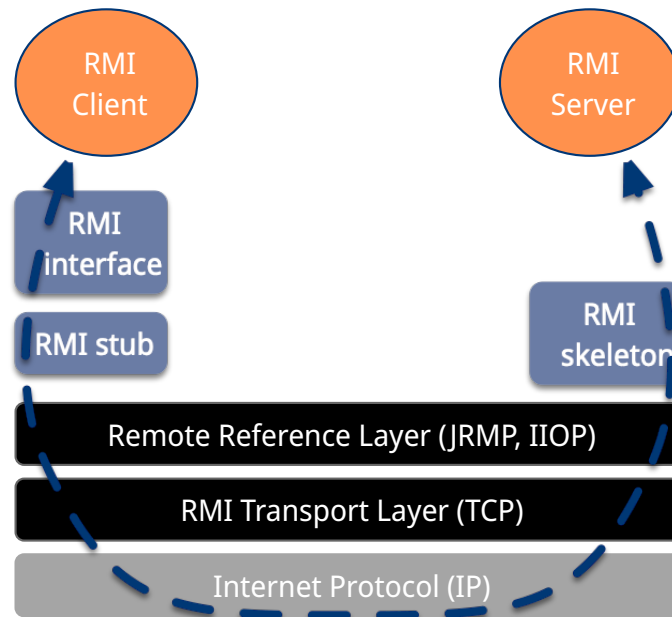 RMI
Client
RMI
Server
RMI
interface
RMI stub
RMI
skeleton
Remote Reference Layer (JRMP, IIOP)
RMI Transport Layer (TCP)
Internet Protocol (IP)